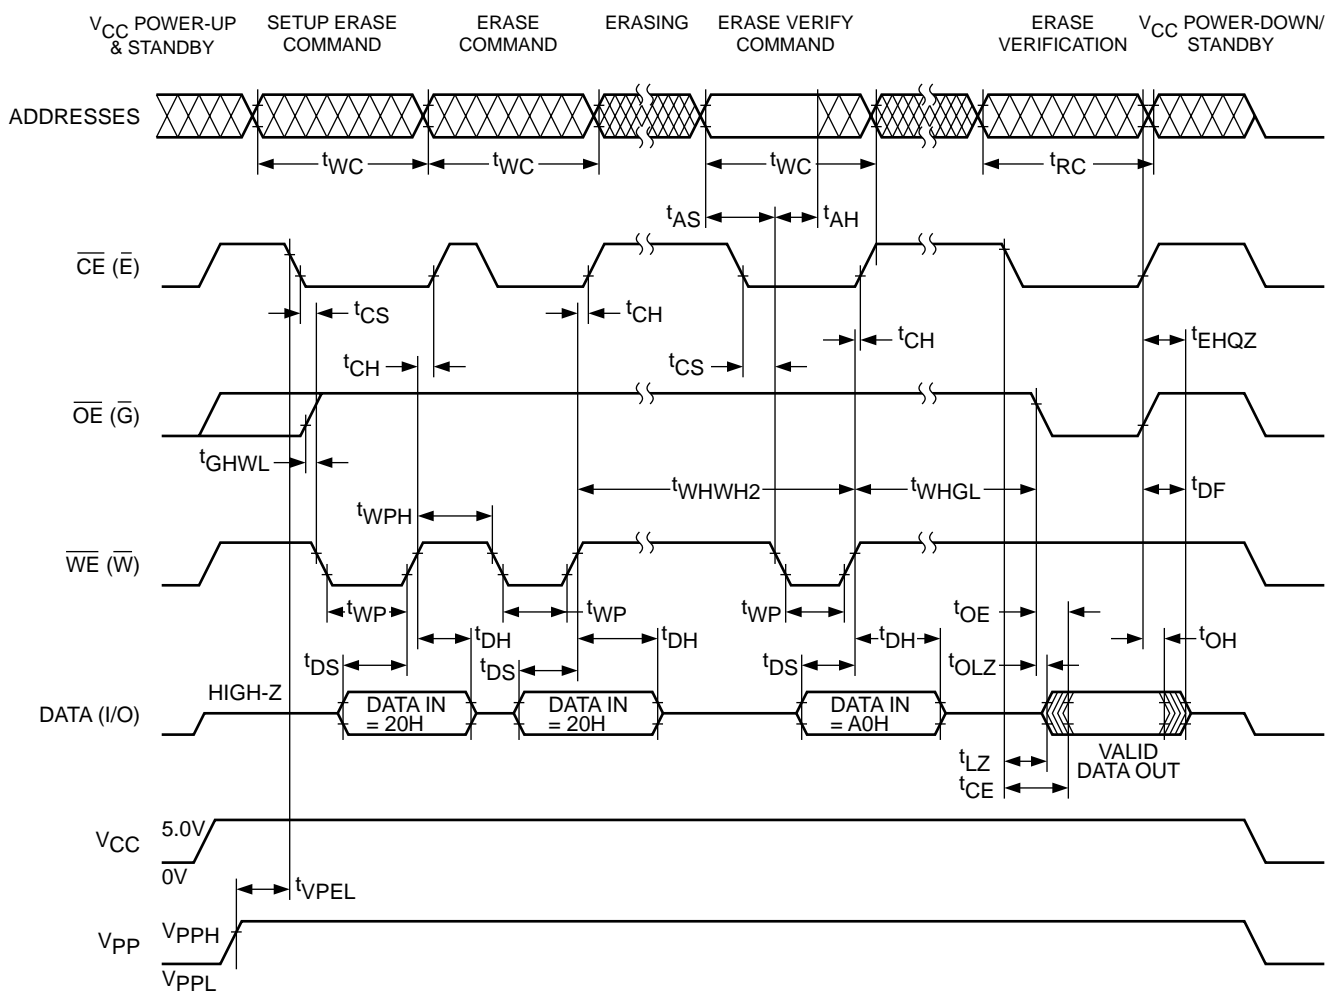 VCC POWER-UP
& STANDBY
SETUP ERASE
COMMAND
ERASE
COMMAND
ERASING
ERASE VERIFY
COMMAND
ERASE
VERIFICATION
VCC POWER-DOWN/
STANDBY
ADDRESSES
tWC
tWC
tWC
tRC
tAS
tAH
CE (E)
tCS
tCH
tCH
tCS
tCH
tEHQZ
OE (G)
tGHWL
tWHWH2
tWHGL
tDF
tWPH
WE (W)
tWP
tWP
tWP
tOE
tDH
tDH
tDH
tOH
tDS
tDS
tDS
tOLZ
HIGH-Z
DATA (I/O)
DATA IN
= 20H
DATA IN
= 20H
DATA IN
= A0H
VALID
DATA OUT
tLZ
tCE
VCC
5.0V
0V
tVPEL
VPP
VPPH
VPPL